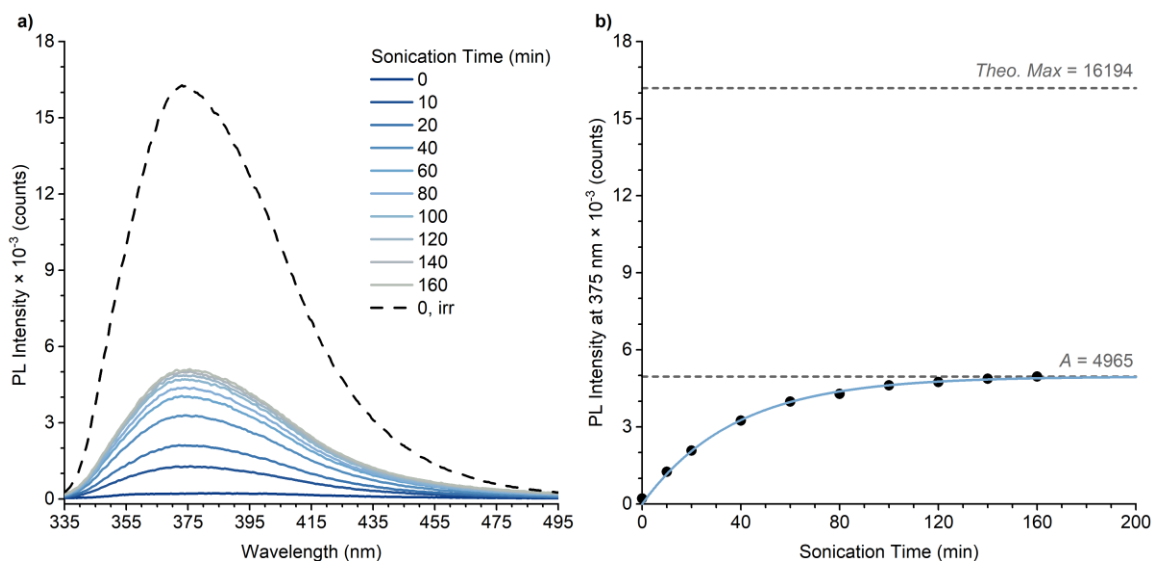 a)
PL Intensity × 10⁻³ (counts)
18
15
12
9
6
3
0
335 355 375 395 415 435 455 475 495
Wavelength (nm)
Sonication Time (min)
0
10
20
40
60
80
100
120
140
160
0, irr
b)
PL Intensity at 375 nm × 10⁻³ (counts)
18
15
12
9
6
3
0
0 40 80 120 160 200
Sonication Time (min)
Theo. Max = 16194
A = 4965